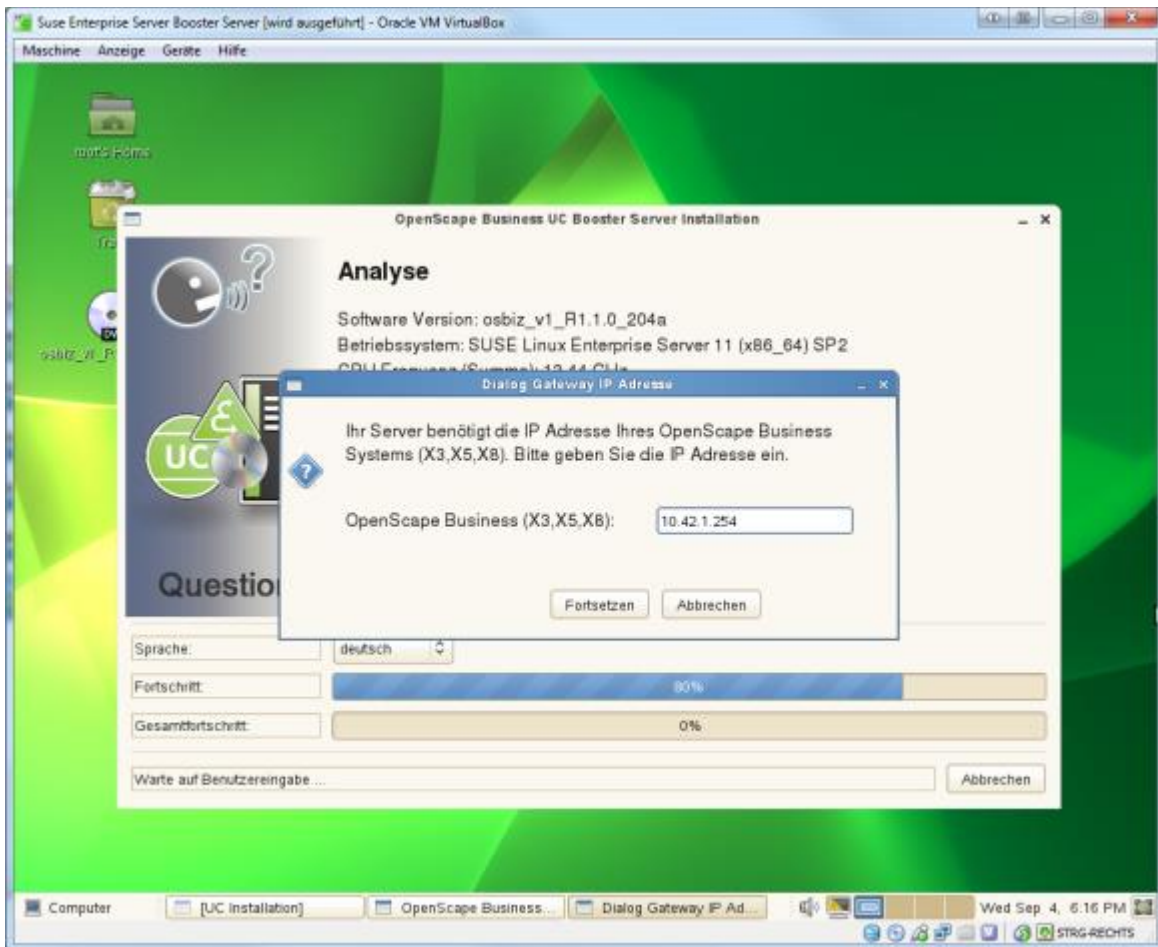 Suse Enterprise Server Booster Server [wird ausgeführt] - Oracle VM VirtualBox
Maschine Anzeige Geräte Hilfe
root's Home
OpenScape Business UC Booster Server Installation
Analyse
Software Version: osbiz_v1_R1.1.0_204a
Betriebssystem: SUSE Linux Enterprise Server 11 (x86_64) SP2
Dialog Gateway IP Adresse
Ihr Server benötigt die IP Adresse Ihres OpenScape Business
Systems (X3,X5,X8). Bitte geben Sie die IP Adresse ein.
OpenScape Business (X3,X5,X8): 10.42.1.254
Fortsetzen Abbrechen
UC
Questio
Sprache: deutsch
Fortschritt: 80%
Gesamtfortschritt: 0%
Warte auf Benutzereingabe ... Abbrechen
Computer [UC Installation] OpenScape Business... Dialog Gateway IP Ad... Wed Sep 4, 6:16 PM
STRG-RECHTS